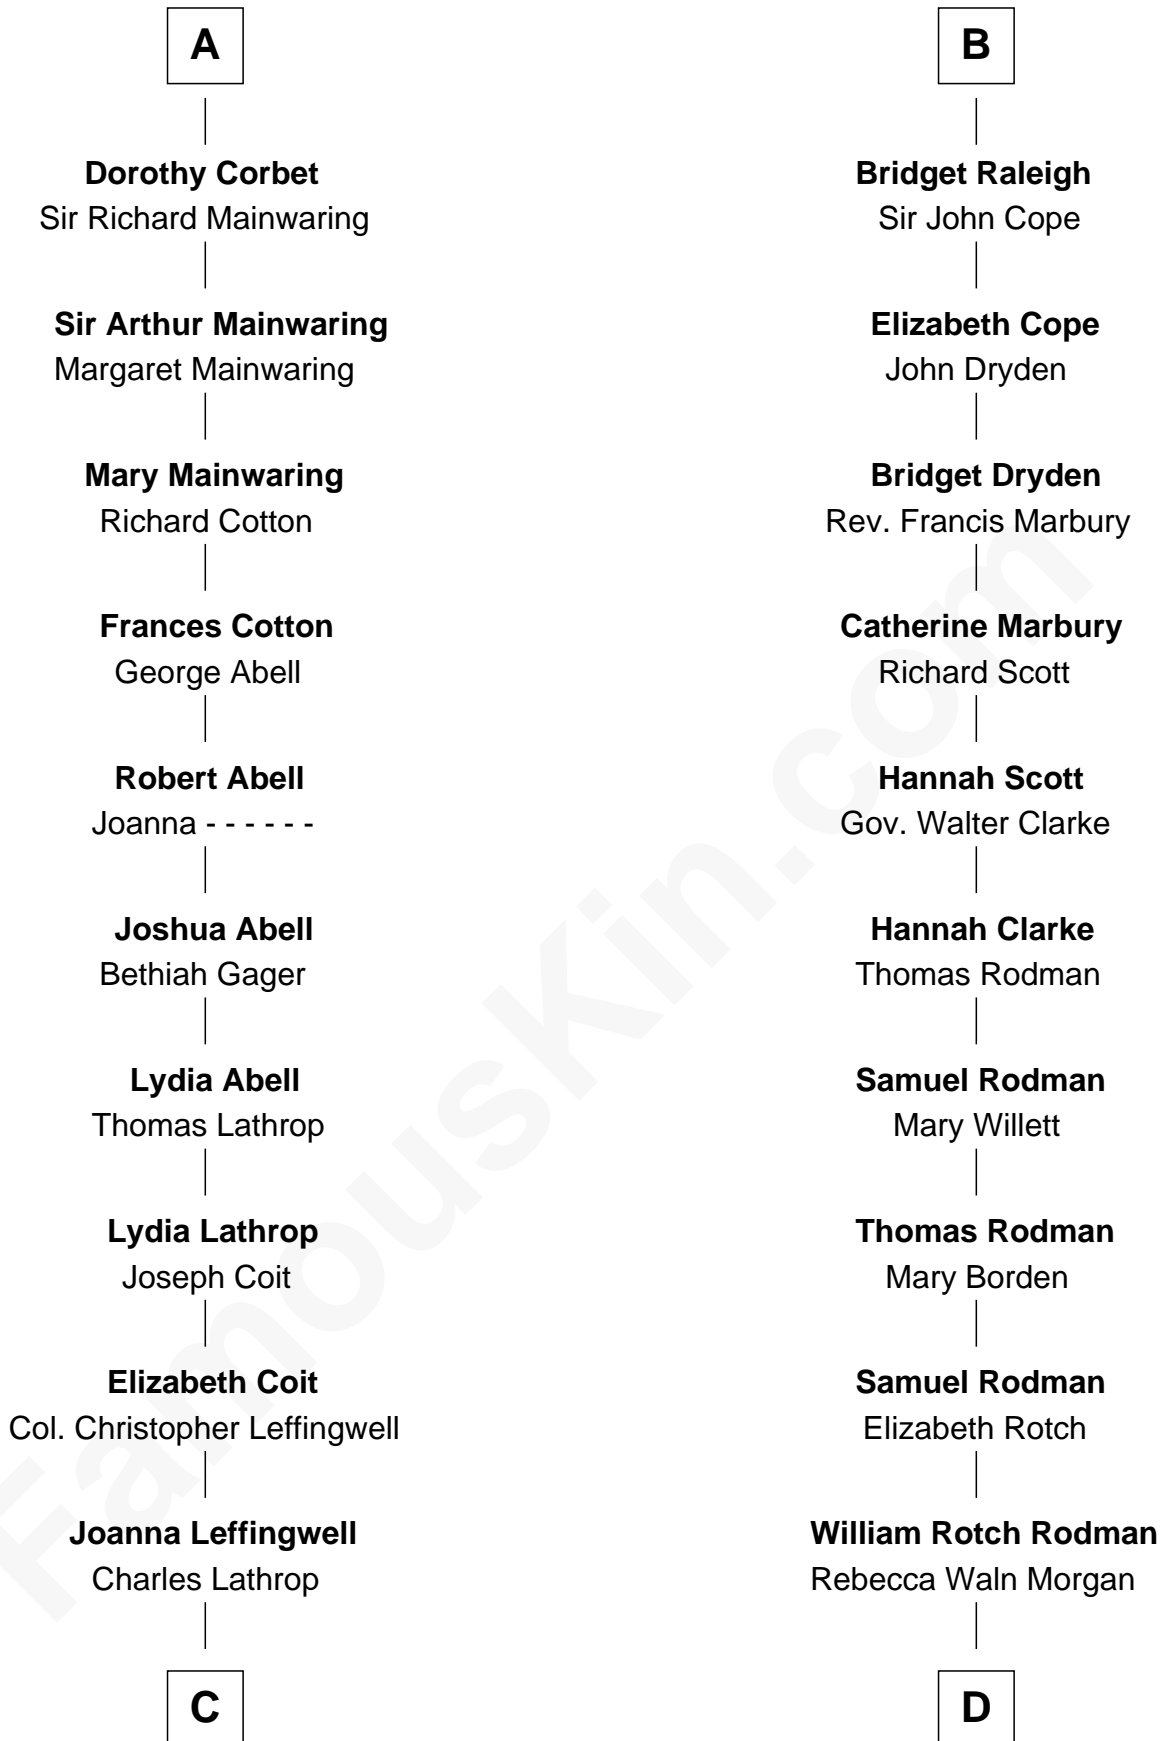 A
Dorothy Corbet
Sir Richard Mainwaring
Sir Arthur Mainwaring
Margaret Mainwaring
Mary Mainwaring
Richard Cotton
Frances Cotton
George Abell
Robert Abell
Joanna - - - - - -
Joshua Abell
Bethiah Gager
Lydia Abell
Thomas Lathrop
Lydia Lathrop
Joseph Coit
Elizabeth Coit
Col. Christopher Leffingwell
Joanna Leffingwell
Charles Lathrop
C
B
Bridget Raleigh
Sir John Cope
Elizabeth Cope
John Dryden
Bridget Dryden
Rev. Francis Marbury
Catherine Marbury
Richard Scott
Hannah Scott
Gov. Walter Clarke
Hannah Clarke
Thomas Rodman
Samuel Rodman
Mary Willett
Thomas Rodman
Mary Borden
Samuel Rodman
Elizabeth Rotch
William Rotch Rodman
Rebecca Waln Morgan
D
FamousKin.com